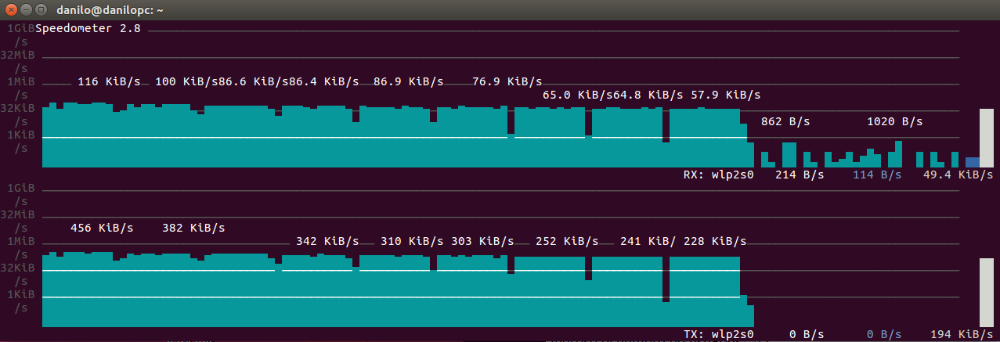 danilo@danilopc: ~
1GiB Speedometer 2.8
/s
32MiB
/s
1MiB 116 KiB/s 100 KiB/s 86.6 KiB/s 86.4 KiB/s 86.9 KiB/s 76.9 KiB/s
/s 65.0 KiB/s 64.8 KiB/s 57.9 KiB/s
32KiB
/s 862 B/s 1020 B/s
1KiB
/s
RX: wlp2s0 214 B/s 114 B/s 49.4 KiB/s
1GiB
/s
32MiB
/s 456 KiB/s 382 KiB/s
1MiB 342 KiB/s 310 KiB/s 303 KiB/s 252 KiB/s 241 KiB/ 228 KiB/s
/s
32KiB
/s
1KiB
/s
TX: wlp2s0 0 B/s 0 B/s 194 KiB/s